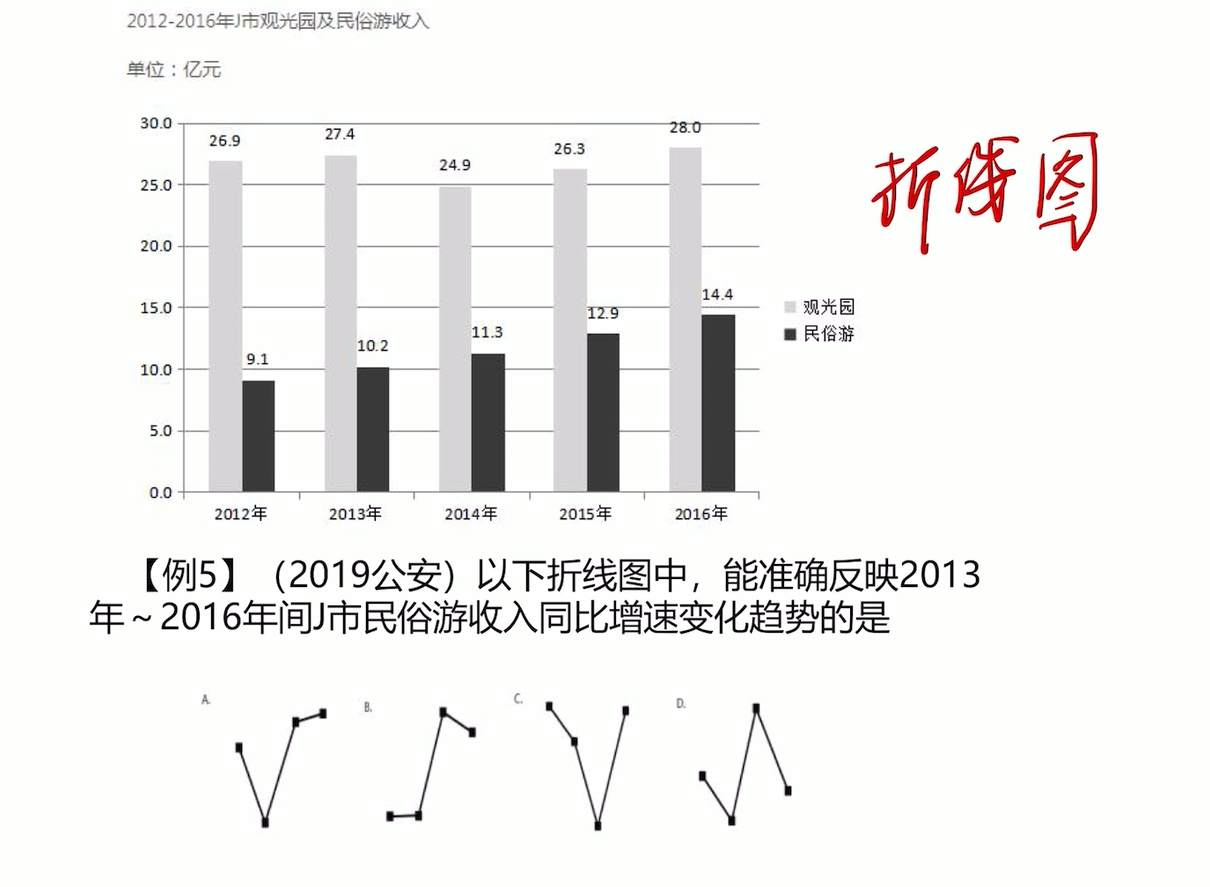 2012-2016年J市观光园及民俗游收入
单位：亿元
30.0
25.0
20.0
15.0
10.0
5.0
0.0
26.9
27.4
24.9
26.3
28.0
9.1
10.2
11.3
12.9
14.4
2012年
2013年
2014年
2015年
2016年
观光园
民俗游
折线图
【例5】（2019公安）以下折线图中，能准确反映2013
年～2016年间J市民俗游收入同比增速变化趋势的是
A.
B.
C.
D.